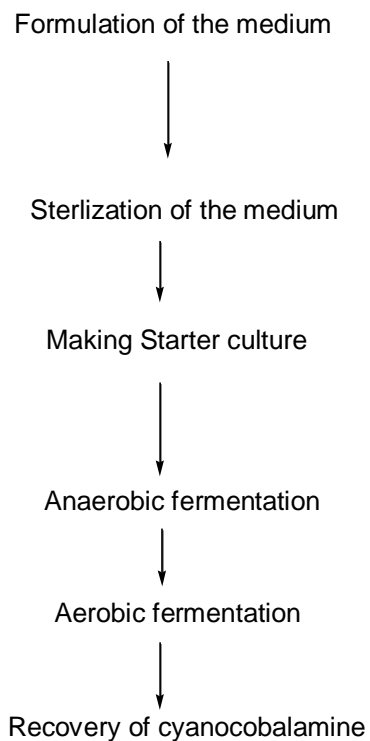 Formulation of the medium
Sterlization of the medium
Making Starter culture
Anaerobic fermentation
Aerobic fermentation
Recovery of cyanocobalamine